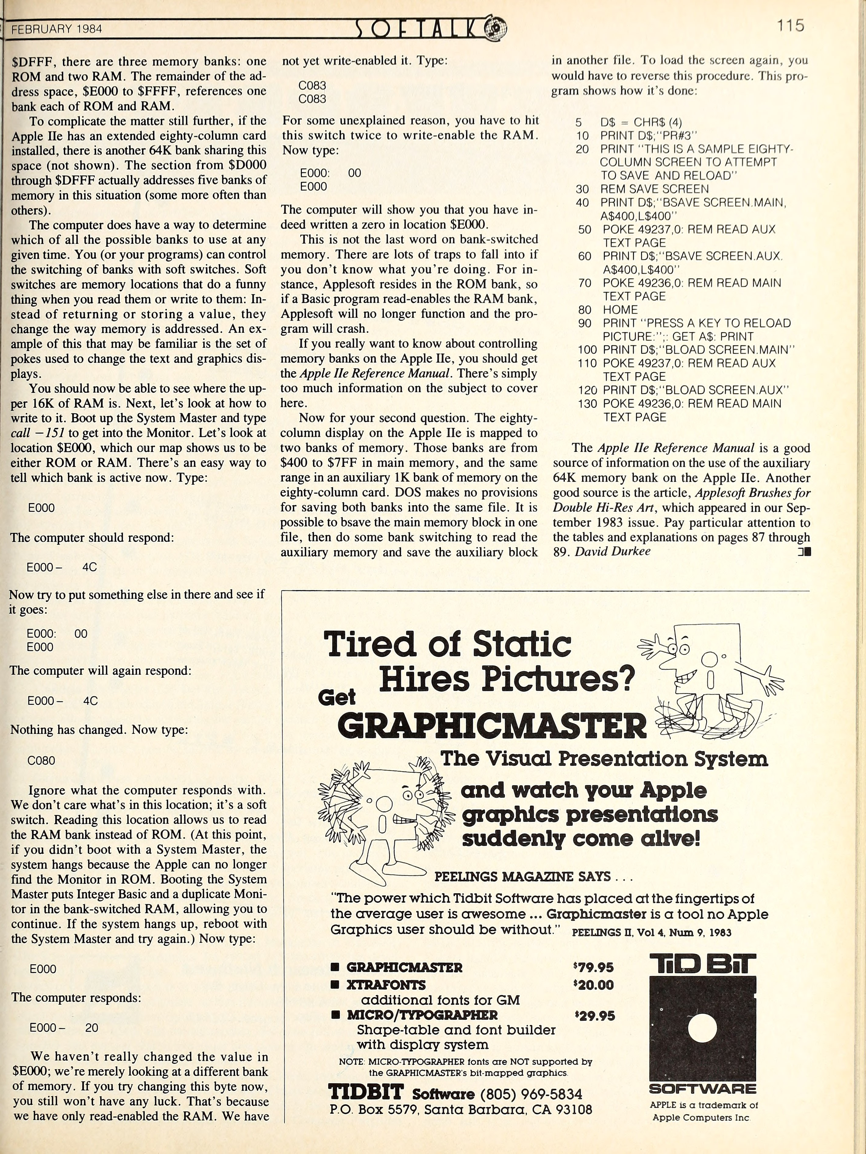 FEBRUARY 1984
SOFTALK
115
$DFFF, there are three memory banks: one
ROM and two RAM. The remainder of the ad-
dress space, $E000 to $FFFF, references one
bank each of ROM and RAM.
To complicate the matter still further, if the
Apple IIe has an extended eighty-column card
installed, there is another 64K bank sharing this
space (not shown). The section from $D000
through $DFFF actually addresses five banks of
memory in this situation (some more often than
others).
The computer does have a way to determine
which of all the possible banks to use at any
given time. You (or your programs) can control
the switching of banks with soft switches. Soft
switches are memory locations that do a funny
thing when you read them or write to them: In-
stead of returning or storing a value, they
change the way memory is addressed. An ex-
ample of this that may be familiar is the set of
pokes used to change the text and graphics dis-
plays.
You should now be able to see where the up-
per 16K of RAM is. Next, let's look at how to
write to it. Boot up the System Master and type
call −151 to get into the Monitor. Let's look at
location $E000, which our map shows us to be
either ROM or RAM. There's an easy way to
tell which bank is active now. Type:
E000
The computer should respond:
E000– 4C
Now try to put something else in there and see if
it goes:
E000: 00
E000
The computer will again respond:
E000– 4C
Nothing has changed. Now type:
C080
Ignore what the computer responds with.
We don't care what's in this location; it's a soft
switch. Reading this location allows us to read
the RAM bank instead of ROM. (At this point,
if you didn't boot with a System Master, the
system hangs because the Apple can no longer
find the Monitor in ROM. Booting the System
Master puts Integer Basic and a duplicate Moni-
tor in the bank-switched RAM, allowing you to
continue. If the system hangs up, reboot with
the System Master and try again.) Now type:
E000
The computer responds:
E000– 20
We haven't really changed the value in
$E000; we're merely looking at a different bank
of memory. If you try changing this byte now,
you still won't have any luck. That's because
we have only read-enabled the RAM. We have
not yet write-enabled it. Type:
C083
C083
For some unexplained reason, you have to hit
this switch twice to write-enable the RAM.
Now type:
E000: 00
E000
The computer will show you that you have in-
deed written a zero in location $E000.
This is not the last word on bank-switched
memory. There are lots of traps to fall into if
you don't know what you're doing. For in-
stance, Applesoft resides in the ROM bank, so
if a Basic program read-enables the RAM bank,
Applesoft will no longer function and the pro-
gram will crash.
If you really want to know about controlling
memory banks on the Apple IIe, you should get
the Apple IIe Reference Manual. There's simply
too much information on the subject to cover
here.
Now for your second question. The eighty-
column display on the Apple IIe is mapped to
two banks of memory. Those banks are from
$400 to $7FF in main memory, and the same
range in an auxiliary 1K bank of memory on the
eighty-column card. DOS makes no provisions
for saving both banks into the same file. It is
possible to bsave the main memory block in one
file, then do some bank switching to read the
auxiliary memory and save the auxiliary block
in another file. To load the screen again, you
would have to reverse this procedure. This pro-
gram shows how it's done:
5 D$ = CHR$ (4)
10 PRINT D$;"PR#3"
20 PRINT "THIS IS A SAMPLE EIGHTY-
COLUMN SCREEN TO ATTEMPT
TO SAVE AND RELOAD"
30 REM SAVE SCREEN
40 PRINT D$;"BSAVE SCREEN.MAIN,
A$400,L$400"
50 POKE 49237,0: REM READ AUX
TEXT PAGE
60 PRINT D$;"BSAVE SCREEN.AUX.
A$400,L$400"
70 POKE 49236,0: REM READ MAIN
TEXT PAGE
80 HOME
90 PRINT "PRESS A KEY TO RELOAD
PICTURE:";: GET A$: PRINT
100 PRINT D$;"BLOAD SCREEN.MAIN"
110 POKE 49237,0: REM READ AUX
TEXT PAGE
120 PRINT D$;"BLOAD SCREEN.AUX"
130 POKE 49236,0: REM READ MAIN
TEXT PAGE
The Apple IIe Reference Manual is a good
source of information on the use of the auxiliary
64K memory bank on the Apple IIe. Another
good source is the article, Applesoft Brushes for
Double Hi-Res Art, which appeared in our Sep-
tember 1983 issue. Pay particular attention to
the tables and explanations on pages 87 through
89. David Durkee
Tired of Static
Hires Pictures?
Get
GRAPHICMASTER
The Visual Presentation System
and watch your Apple
graphics presentations
suddenly come alive!
PEELINGS MAGAZINE SAYS . . .
"The power which Tidbit Software has placed at the fingertips of
the average user is awesome ... Graphicmaster is a tool no Apple
Graphics user should be without." PEELINGS II, Vol 4, Num 9, 1983
■ GRAPHICMASTER $79.95
■ XTRAFONTS $20.00
additional fonts for GM
■ MICRO/TYPOGRAPHER $29.95
Shape-table and font builder
with display system
NOTE: MICRO-TYPOGRAPHER fonts are NOT supported by
the GRAPHICMASTER's bit-mapped graphics.
TIDBIT Software (805) 969-5834
P.O. Box 5579, Santa Barbara, CA 93108
TiD BiT
SOFTWARE
APPLE is a trademark of
Apple Computers Inc